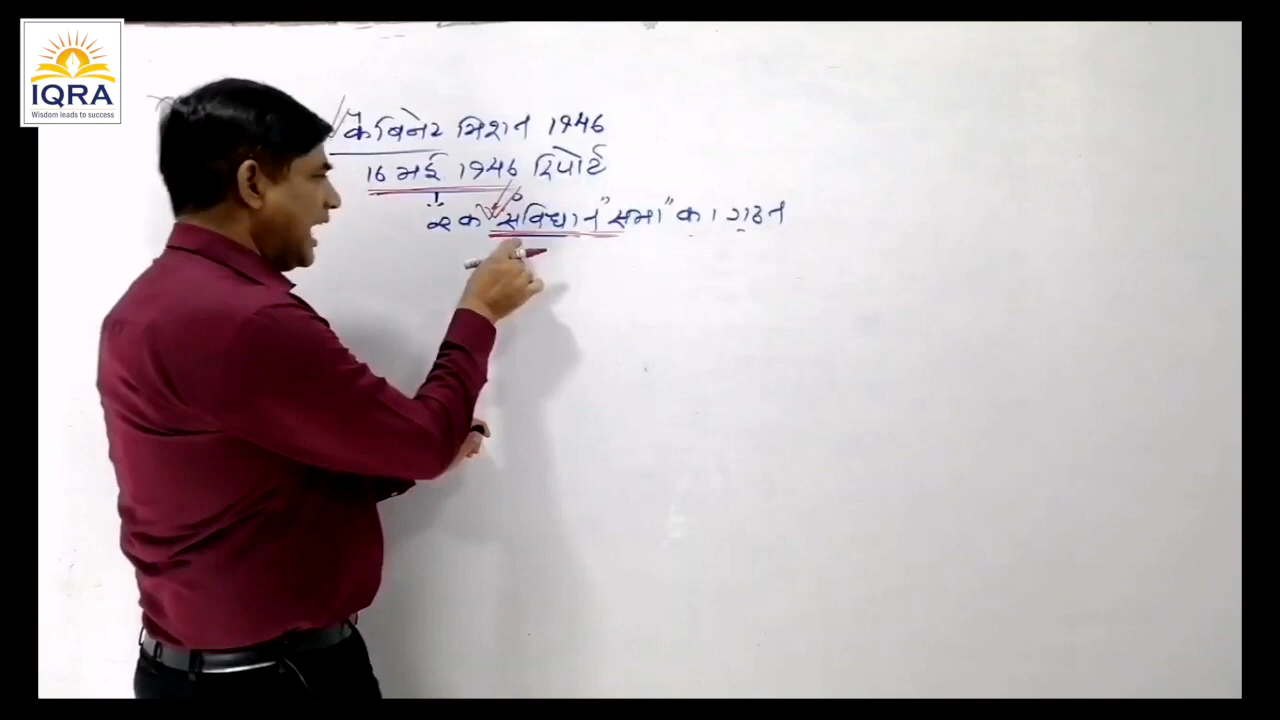 IQRA
Wisdom leads to success
कैबिनेट मिशन 1946
16 मई 1946 रिपोर्ट
एक "संविधान" सभा" का गठन